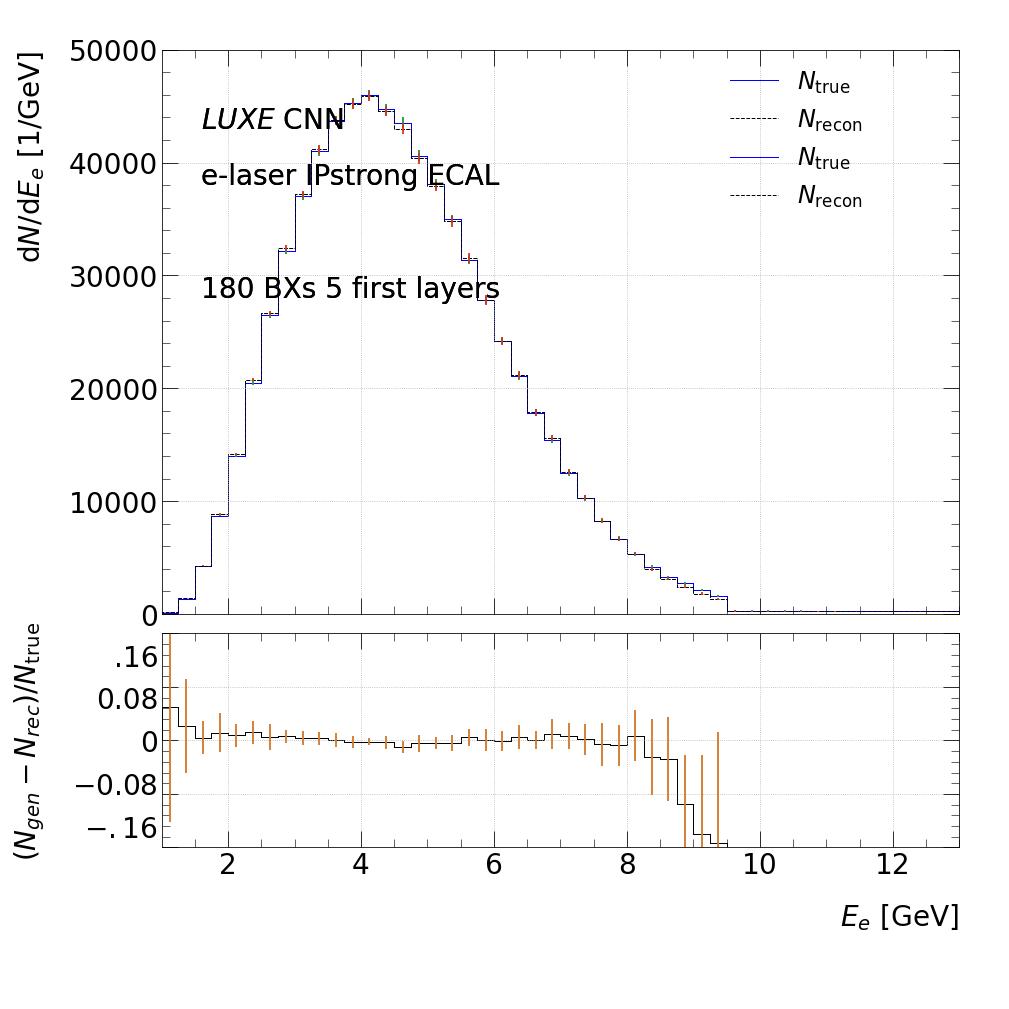 50000
40000
30000
20000
10000
0
dN/dE_e [1/GeV]
LUXE CNN
e-laser IPstrong ECAL
180 BXs 5 first layers
N_true
N_recon
N_true
N_recon
.16
0.08
0
−0.08
−.16
(N_gen − N_rec)/N_true
2 4 6 8 10 12
E_e [GeV]